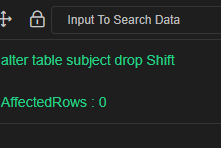 Input To Search Data
alter table subject drop Shift
AffectedRows : 0